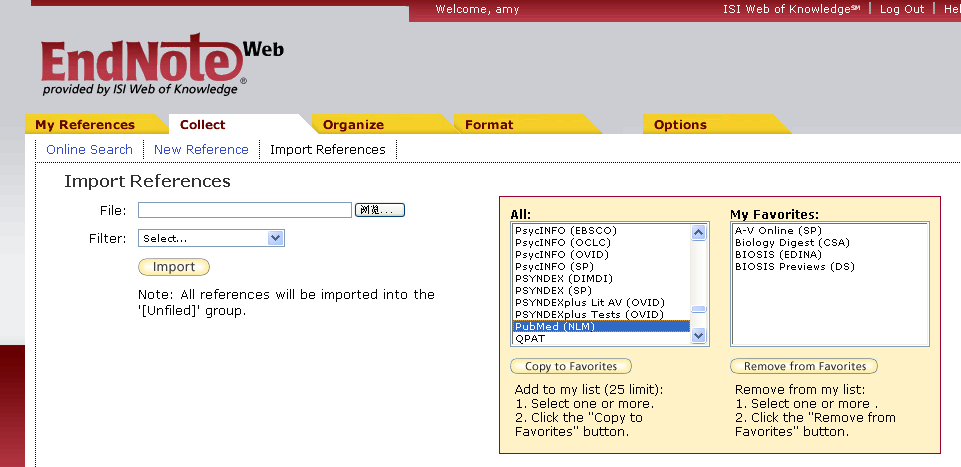 Welcome, amy
ISI Web of Knowledge℠ | Log Out | Hel
EndNote Web
provided by ISI Web of Knowledge®
My References
Collect
Organize
Format
Options
Online Search
New Reference
Import References
Import References
File:
浏览...
Filter:
Select...
Import
Note: All references will be imported into the
'[Unfiled]' group.
All:
PsycINFO (EBSCO)
PsycINFO (OCLC)
PsycINFO (OVID)
PsycINFO (SP)
PSYNDEX (DIMDI)
PSYNDEX (SP)
PSYNDEXplus Lit AV (OVID)
PSYNDEXplus Tests (OVID)
PubMed (NLM)
QPAT
Copy to Favorites
Add to my list (25 limit):
1. Select one or more.
2. Click the "Copy to
Favorites" button.
My Favorites:
A-V Online (SP)
Biology Digest (CSA)
BIOSIS (EDINA)
BIOSIS Previews (DS)
Remove from Favorites
Remove from my list:
1. Select one or more .
2. Click the "Remove from
Favorites" button.